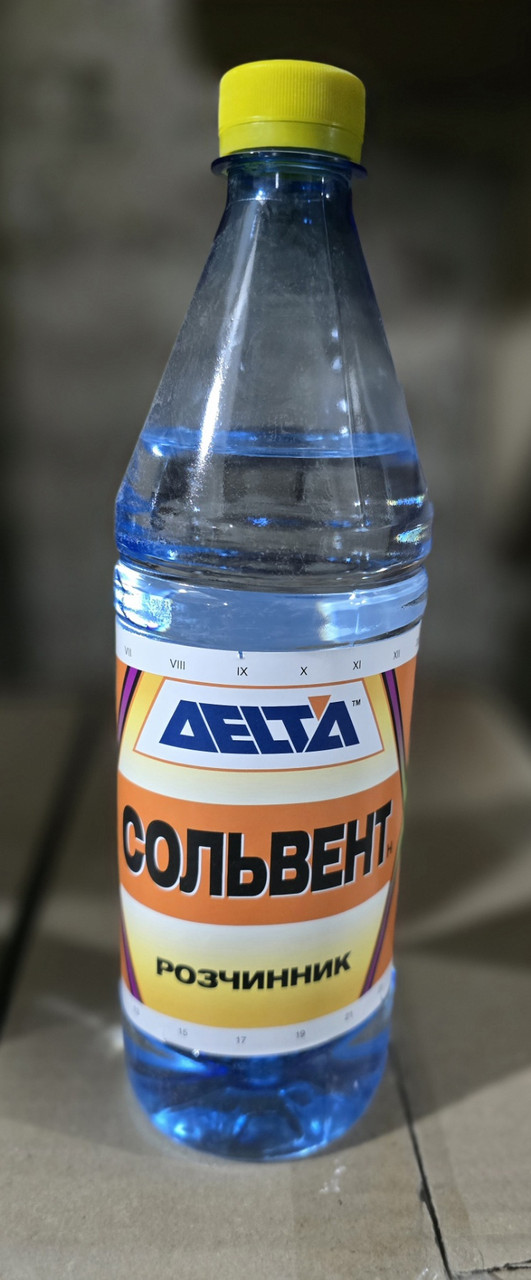 VII VIII IX X XI XII
DELTA™
СОЛЬВЕНТ
РОЗЧИННИК
15 17 19 21